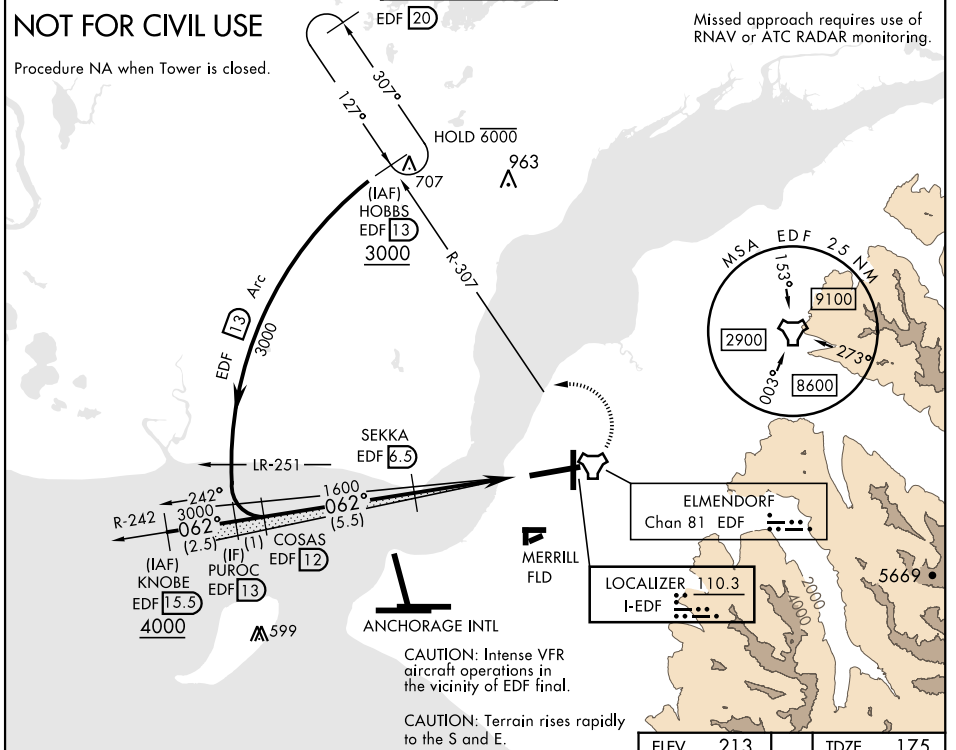 NOT FOR CIVIL USE
Procedure NA when Tower is closed.
EDF 20
Missed approach requires use of
RNAV or ATC RADAR monitoring.
307°
127°
HOLD 6000
963
707
(IAF)
HOBBS
EDF 13
3000
R-307
EDF 13 Arc
3000
MSA EDF 25 NM
153°
9100
2900
273°
003°
8600
SEKKA
EDF 6.5
LR-251
242°
1600
R-242
3000
062°
062°
(2.5)
(1)
(5.5)
(IAF)
KNOBE
EDF 15.5
4000
(IF)
PUROC
EDF 13
COSAS
EDF 12
599
ELMENDORF
Chan 81 EDF
MERRILL
FLD
LOCALIZER 110.3
I-EDF
2000
4000
5669
ANCHORAGE INTL
CAUTION: Intense VFR
aircraft operations in
the vicinity of EDF final.
CAUTION: Terrain rises rapidly
to the S and E.
ELEV 213
TDZE 175